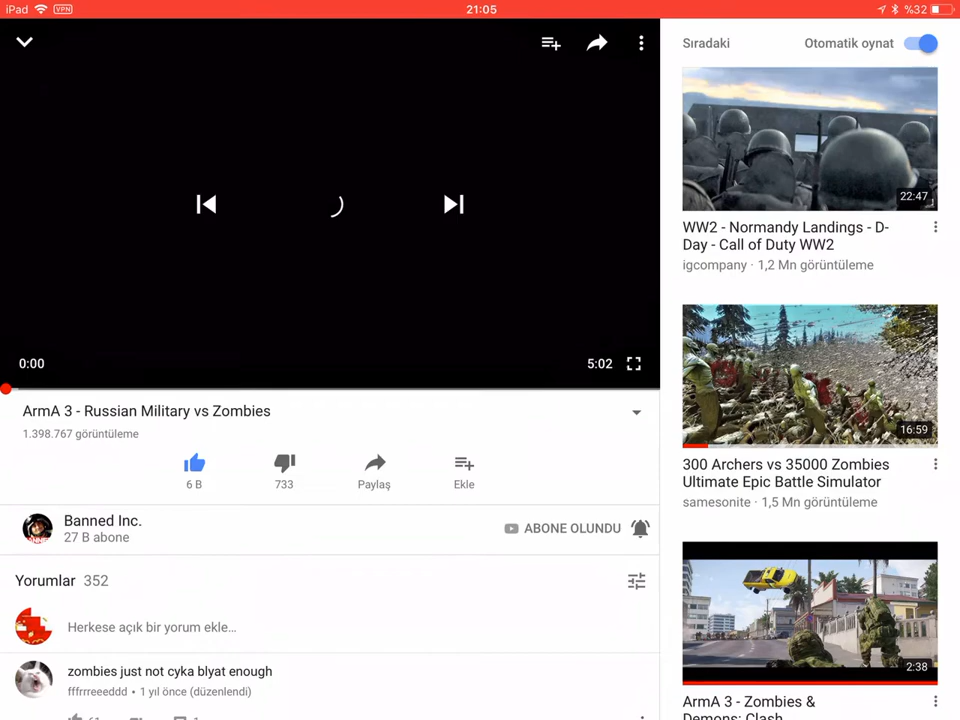 iPad VPN 21:05 %32
0:00 5:02
ArmA 3 - Russian Military vs Zombies
1.398.767 görüntüleme
6 B 733 Paylaş Ekle
Banned Inc.
27 B abone
ABONE OLUNDU
Yorumlar 352
Herkese açık bir yorum ekle...
zombies just not cyka blyat enough
fffrrreeeddd • 1 yıl önce (düzenlendi)
Sıradaki Otomatik oynat
22:47
WW2 - Normandy Landings - D-
Day - Call of Duty WW2
igcompany · 1,2 Mn görüntüleme
16:59
300 Archers vs 35000 Zombies
Ultimate Epic Battle Simulator
samesonite · 1,5 Mn görüntüleme
2:38
ArmA 3 - Zombies &
Demons: Clash